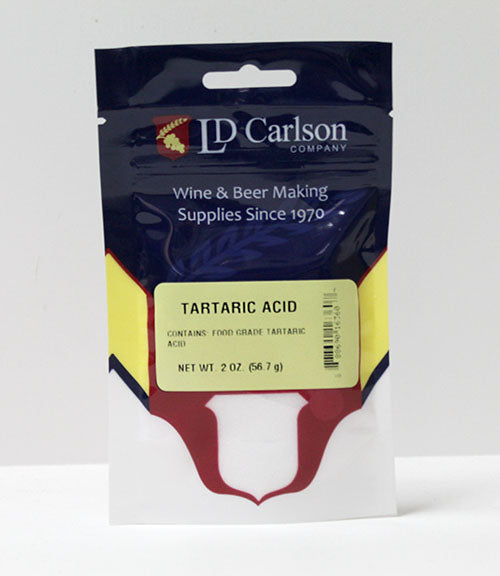 LD Carlson
COMPANY
Wine & Beer Making
Supplies Since 1970
TARTARIC ACID
CONTAINS: FOOD GRADE TARTARIC
ACID
NET WT. 2 OZ. (56.7 g)